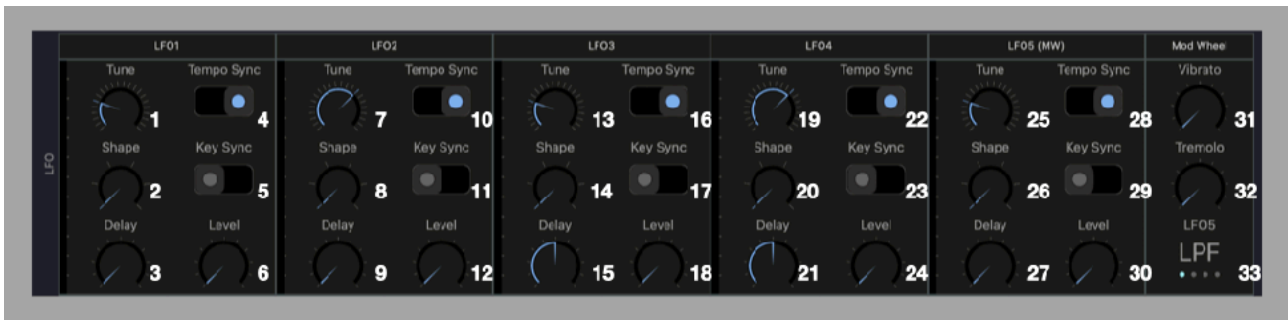 LFO1 LFO2 LFO3 LFO4 LFO5 (MW) Mod Wheel
Tune Tempo Sync Tune Tempo Sync Tune Tempo Sync Tune Tempo Sync Tune Tempo Sync Vibrato
1 4 7 10 13 16 19 22 25 28 31
Shape Key Sync Shape Key Sync Shape Key Sync Shape Key Sync Shape Key Sync Tremolo
LFO
2 5 8 11 14 17 20 23 26 29 32
Delay Level Delay Level Delay Level Delay Level Delay Level LFO5
LPF
3 6 9 12 15 18 21 24 27 30 33